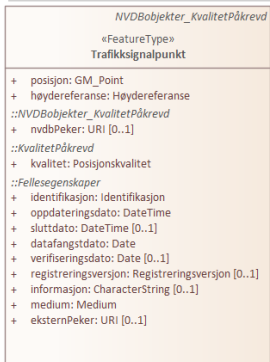 NVDBobjekter_KvalitetPåkrevd
«FeatureType»
Trafikksignalpunkt
+ posisjon: GM_Point
+ høydereferanse: Høydereferanse
::NVDBobjekter_KvalitetPåkrevd
+ nvdbPeker: URI [0..1]
::KvalitetPåkrevd
+ kvalitet: Posisjonskvalitet
::Fellesegenskaper
+ identifikasjon: Identifikasjon
+ oppdateringsdato: DateTime
+ sluttdato: DateTime [0..1]
+ datafangstdato: Date
+ verifiseringsdato: Date [0..1]
+ registreringsversjon: Registreringsversjon [0..1]
+ informasjon: CharacterString [0..1]
+ medium: Medium
+ eksternPeker: URI [0..1]